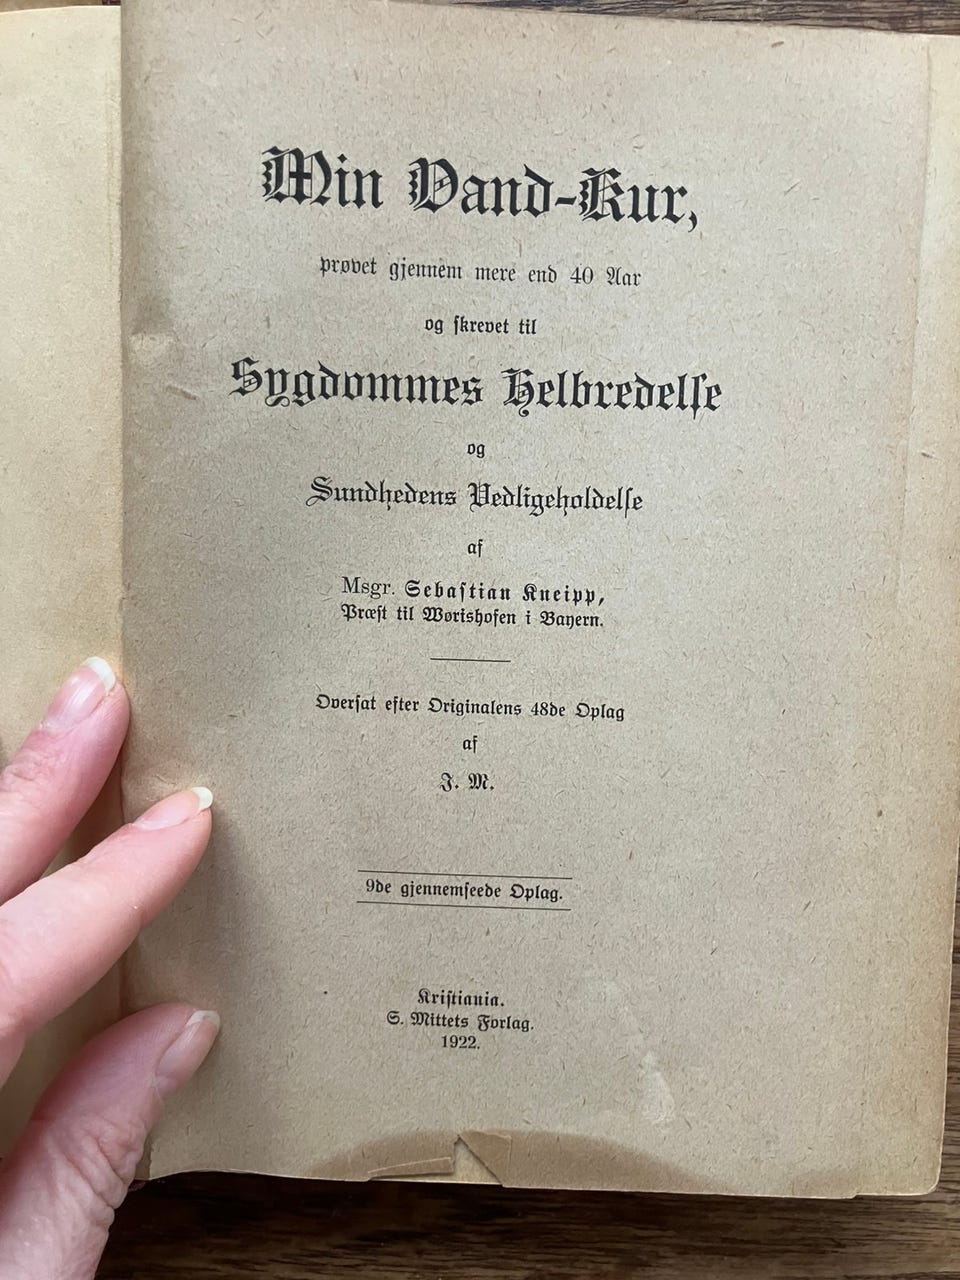 Min Vand-Kur,
prøvet gjennem mere end 40 Aar
og skrevet til
Sygdommes Helbredelse
og
Sundhedens Vedligeholdelse
af
Msgr. Sebastian Kneipp,
Præst til Wørishofen i Bayern.
Oversat efter Originalens 48de Oplag
af
J. M.
9de gjennemseede Oplag.
Kristiania.
S. Mittets Forlag.
1922.